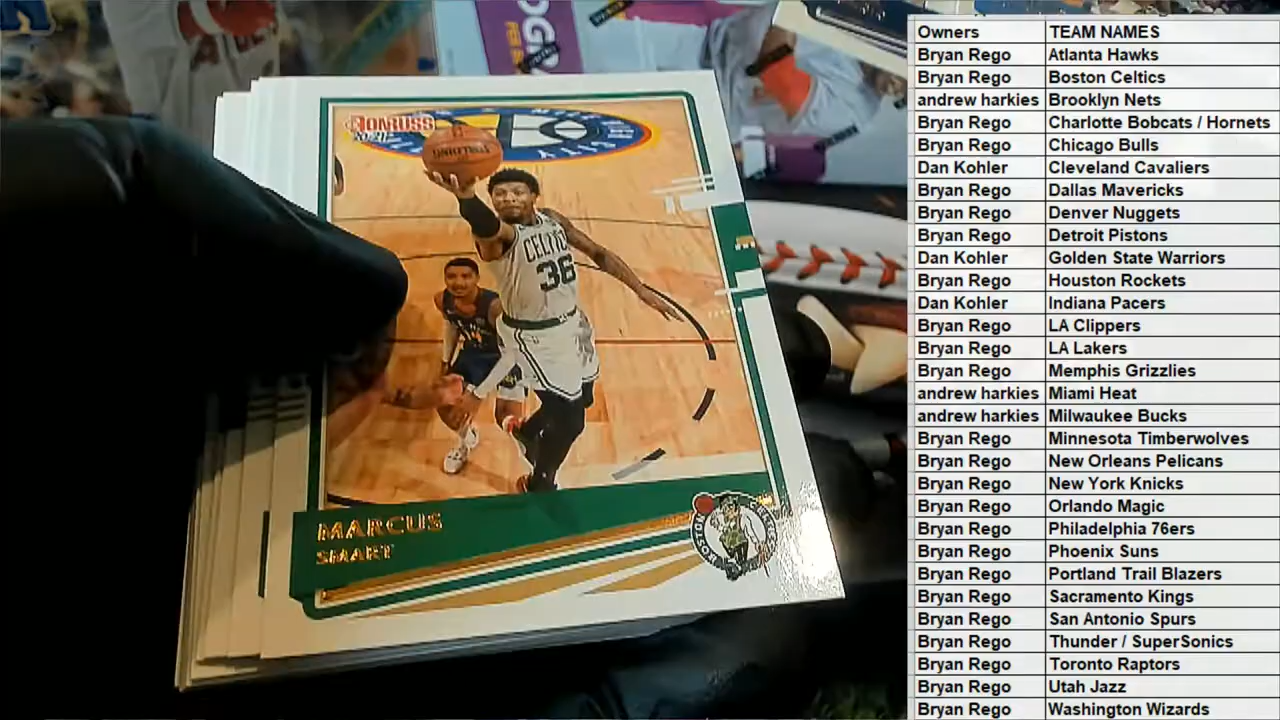 DONRUSS
SPALDING
CELTICS
36
MARCUS
SMART
BOSTON
CELTICS
Owners TEAM NAMES
Bryan Rego Atlanta Hawks
Bryan Rego Boston Celtics
andrew harkies Brooklyn Nets
Bryan Rego Charlotte Bobcats / Hornets
Bryan Rego Chicago Bulls
Dan Kohler Cleveland Cavaliers
Bryan Rego Dallas Mavericks
Bryan Rego Denver Nuggets
Bryan Rego Detroit Pistons
Dan Kohler Golden State Warriors
Bryan Rego Houston Rockets
Dan Kohler Indiana Pacers
Bryan Rego LA Clippers
Bryan Rego LA Lakers
Bryan Rego Memphis Grizzlies
andrew harkies Miami Heat
andrew harkies Milwaukee Bucks
Bryan Rego Minnesota Timberwolves
Bryan Rego New Orleans Pelicans
Bryan Rego New York Knicks
Bryan Rego Orlando Magic
Bryan Rego Philadelphia 76ers
Bryan Rego Phoenix Suns
Bryan Rego Portland Trail Blazers
Bryan Rego Sacramento Kings
Bryan Rego San Antonio Spurs
Bryan Rego Thunder / SuperSonics
Bryan Rego Toronto Raptors
Bryan Rego Utah Jazz
Bryan Rego Washington Wizards